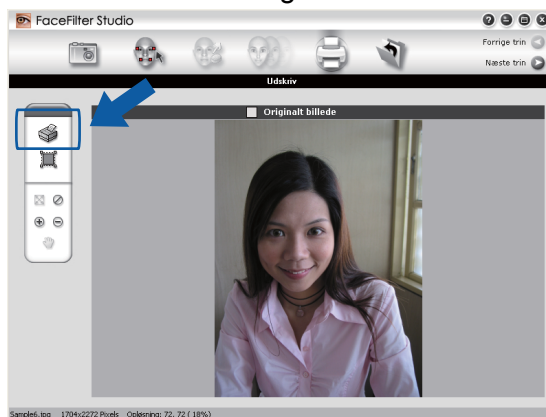 FaceFilter Studio
Forrige trin
Næste trin
Udskriv
Originalt billede
Sample6.jpg 1704x2272 Pixels Opløsning: 72, 72 ( 18%)